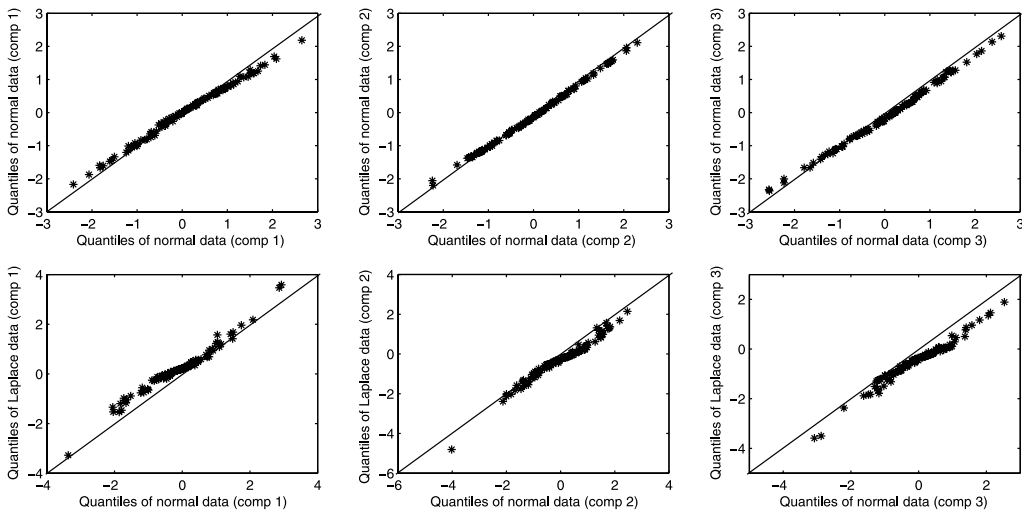 Quantiles of normal data (comp 1)
3
2
1
0
−1
−2
−3
−3 −2 −1 0 1 2 3
Quantiles of normal data (comp 1)
Quantiles of normal data (comp 2)
3
2
1
0
−1
−2
−3
−3 −2 −1 0 1 2 3
Quantiles of normal data (comp 2)
Quantiles of normal data (comp 3)
3
2
1
0
−1
−2
−3
−3 −2 −1 0 1 2 3
Quantiles of normal data (comp 3)
Quantiles of Laplace data (comp 1)
4
2
0
−2
−4
−4 −2 0 2 4
Quantiles of normal data (comp 1)
Quantiles of Laplace data (comp 2)
4
2
0
−2
−4
−6
−6 −4 −2 0 2 4
Quantiles of normal data (comp 2)
Quantiles of Laplace data (comp 3)
2
0
−2
−4
−4 −2 0 2
Quantiles of normal data (comp 3)